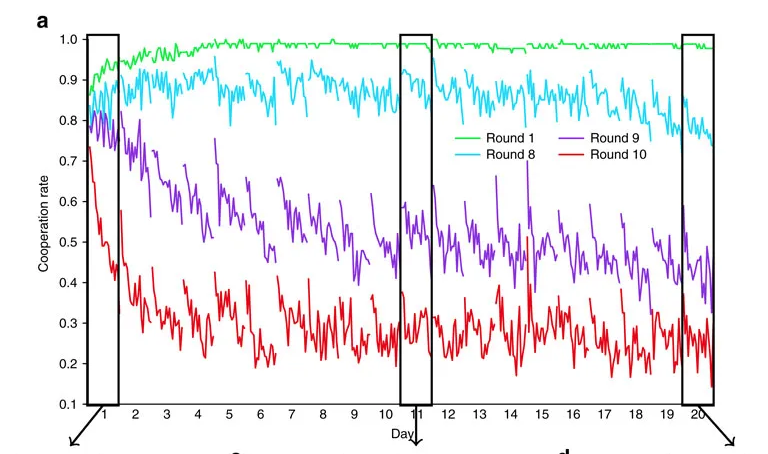 a
1.0
0.9
0.8
0.7
0.6
0.5
0.4
0.3
0.2
0.1
Cooperation rate
Round 1
Round 9
Round 8
Round 10
1 2 3 4 5 6 7 8 9 10 11 12 13 14 15 16 17 18 19 20
Day